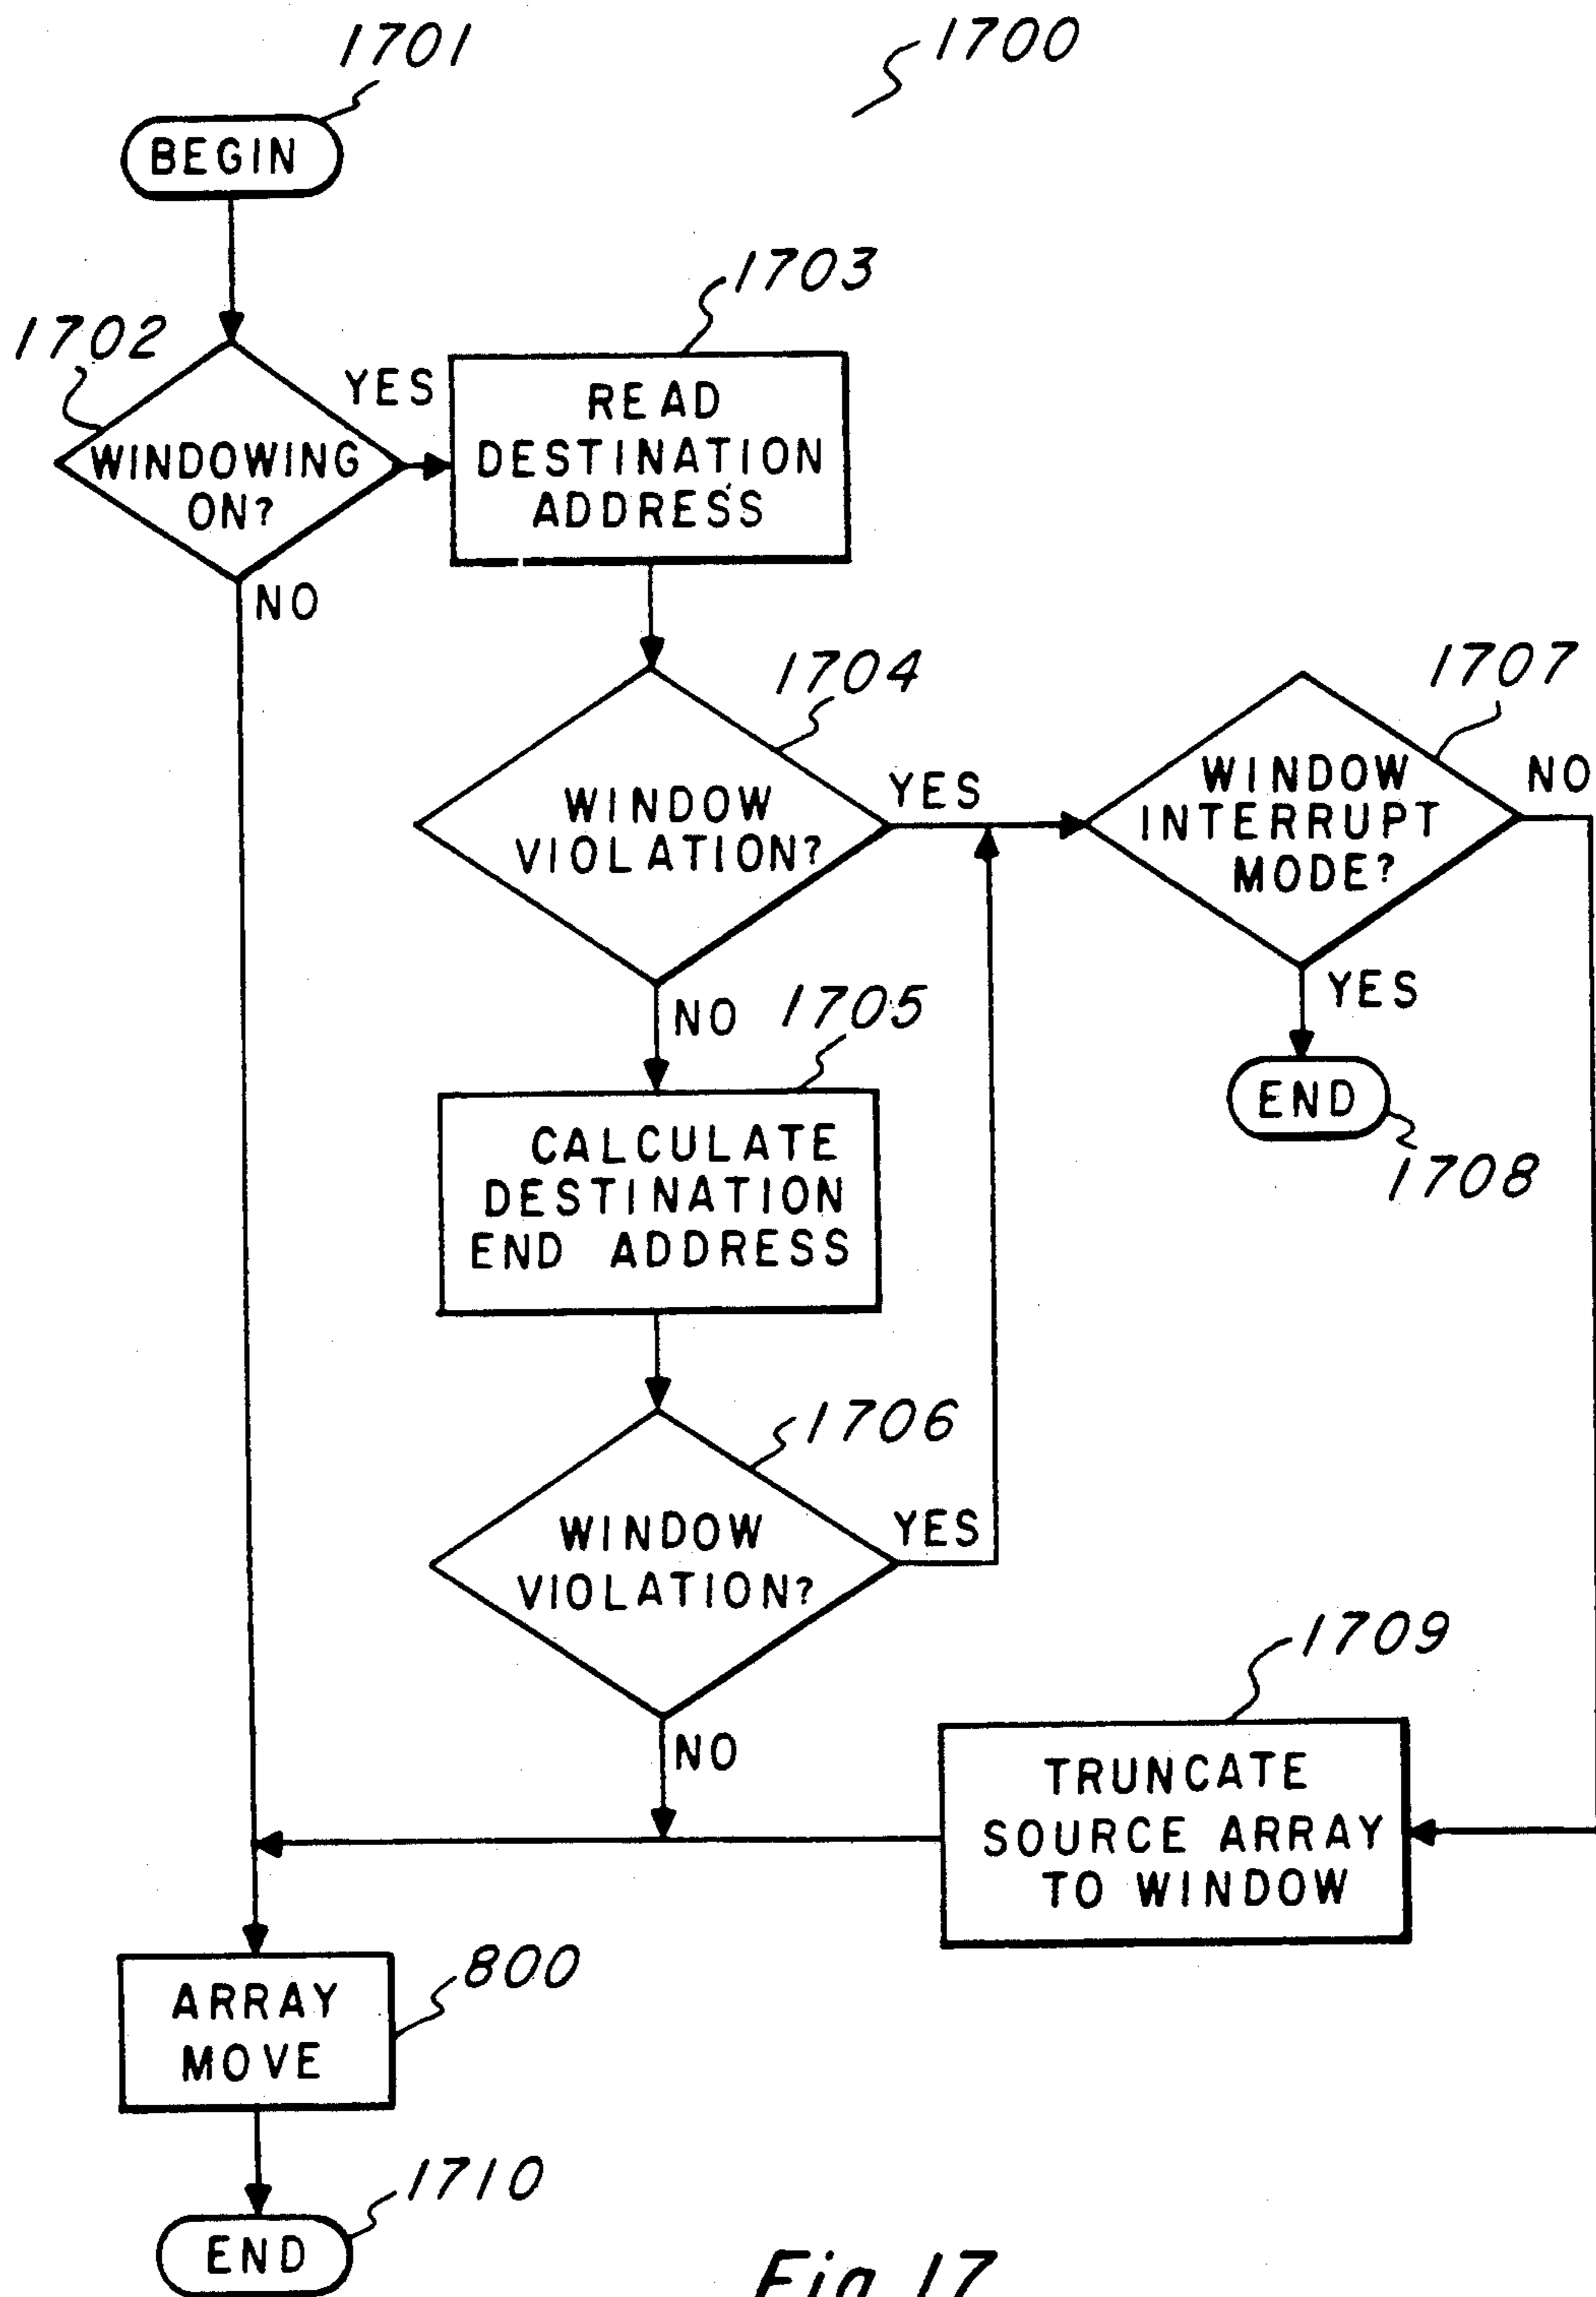 1701
1700
BEGIN
1703
1702
YES
READ
DESTINATION
ADDRESS
WINDOWING
ON?
NO
1704
1707
WINDOW
VIOLATION?
YES
WINDOW
INTERRUPT
MODE?
NO
YES
NO
1705
END
1708
CALCULATE
DESTINATION
END ADDRESS
1706
WINDOW
VIOLATION?
YES
1709
NO
TRUNCATE
SOURCE ARRAY
TO WINDOW
800
ARRAY
MOVE
1710
END
Fig. 17